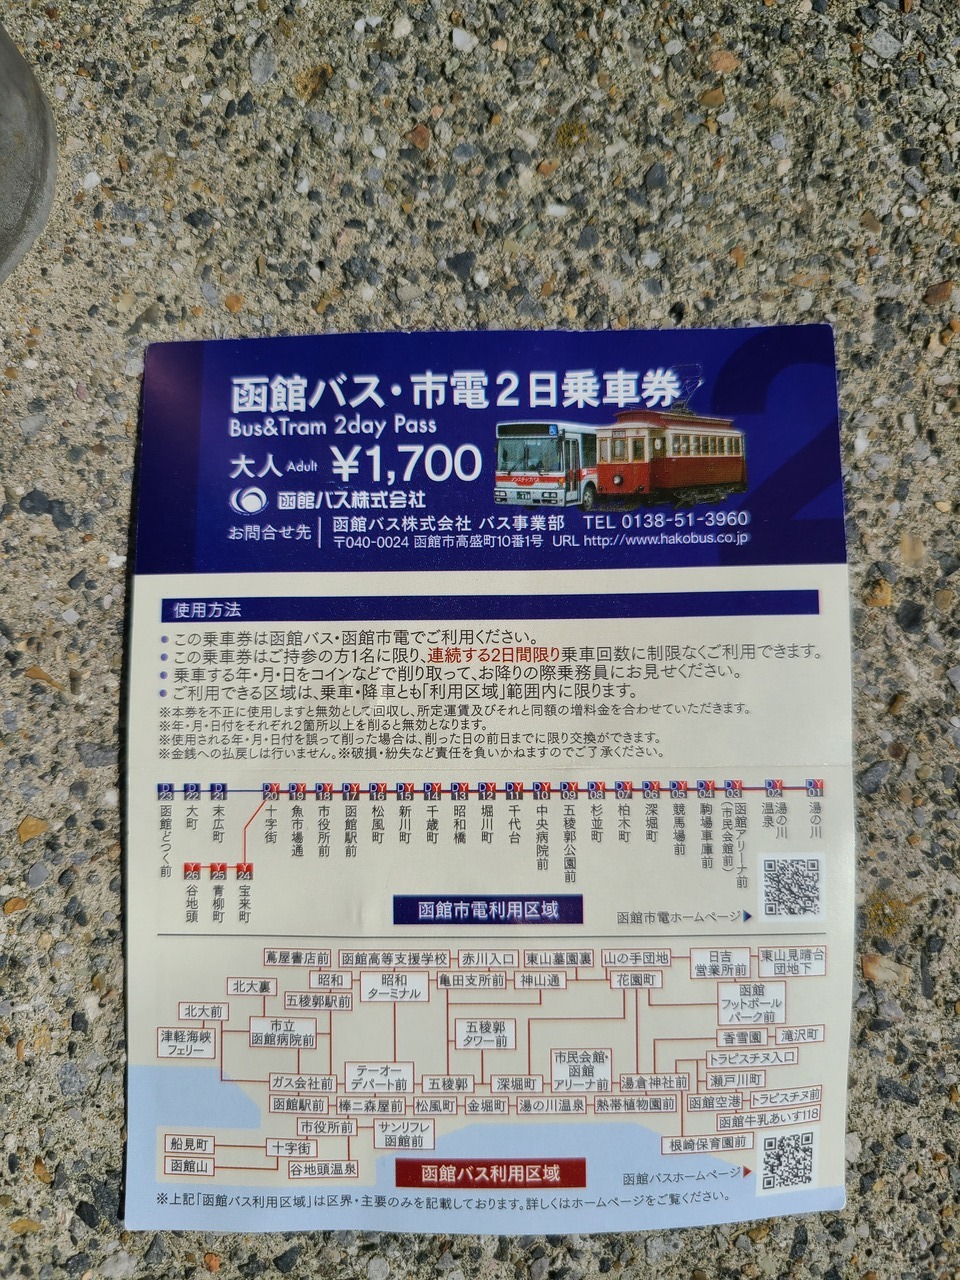 函館バス・市電2日乗車券
Bus&Tram 2day Pass
大人 Adult ¥1,700
函館バス株式会社
お問合せ先
函館バス株式会社 バス事業部 TEL 0138-51-3960
〒040-0024 函館市高盛町10番1号 URL http://www.hakobus.co.jp
使用方法
●この乗車券は函館バス・函館市電でご利用ください。
●この乗車券はご持参の方1名に限り、連続する2日間限り乗車回数に制限なくご利用できます。
●乗車する年・月・日をコインなどで削り取って、お降りの際乗務員にお見せください。
●ご利用できる区域は、乗車・降車とも「利用区域」範囲内に限ります。
※本券を不正に使用しますと無効として回収し、所定運賃及びそれと同額の増料金を合わせていただきます。
※年・月・日付をそれぞれ2箇所以上を削ると無効となります。
※使用される年・月・日付を誤って削った場合は、削った日の前日までに限り交換ができます。
※金銭への払戻しは行いません。※破損・紛失など責任を負いかねますのでご了承ください。
D23 D22 D21 DY20 DY19 DY18 DY17 DY16 DY15 DY14 DY13 DY12 DY11 DY10 DY09 DY08 DY07 DY06 DY05 DY04 DY03 DY02 DY01
函館どつく前
大町
末広町
十字街
魚市場通
市役所前
函館駅前
松風町
新川町
千歳町
昭和橋
堀川町
千代台
中央病院前
五稜郭公園前
杉並町
柏木町
深堀町
競馬場前
駒場車庫前
函館アリーナ前
(市民会館前)
湯の川
温泉
湯の川
Y26 Y25 Y24
谷地頭
青柳町
宝来町
函館市電利用区域
函館市電ホームページ▶
蔦屋書店前 函館高等支援学校 赤川入口 東山墓園裏 山の手団地
日吉
営業所前
東山見晴台
団地下
北大裏 昭和
昭和
ターミナル
亀田支所前 神山通 花園町
五稜郭駅前
函館
フットボール
パーク前
北大前
市立
函館病院前
五稜郭
タワー前
津軽海峡
フェリー
香雪園 滝沢町
市民会館・
函館
アリーナ前
トラピスチヌ入口
テーオー
デパート前
ガス会社前 五稜郭 深堀町 湯倉神社前 瀬戸川町
函館駅前 棒二森屋前 松風町 金堀町 湯の川温泉 熱帯植物園前 函館空港 トラピスチヌ前
函館牛乳あいす118
市役所前
サンリフレ
函館前
船見町 十字街 根崎保育園前
函館山 谷地頭温泉
函館バス利用区域
函館バスホームページ▶
※上記「函館バス利用区域」は区界・主要のみを記載しております。詳しくはホームページをご覧ください。